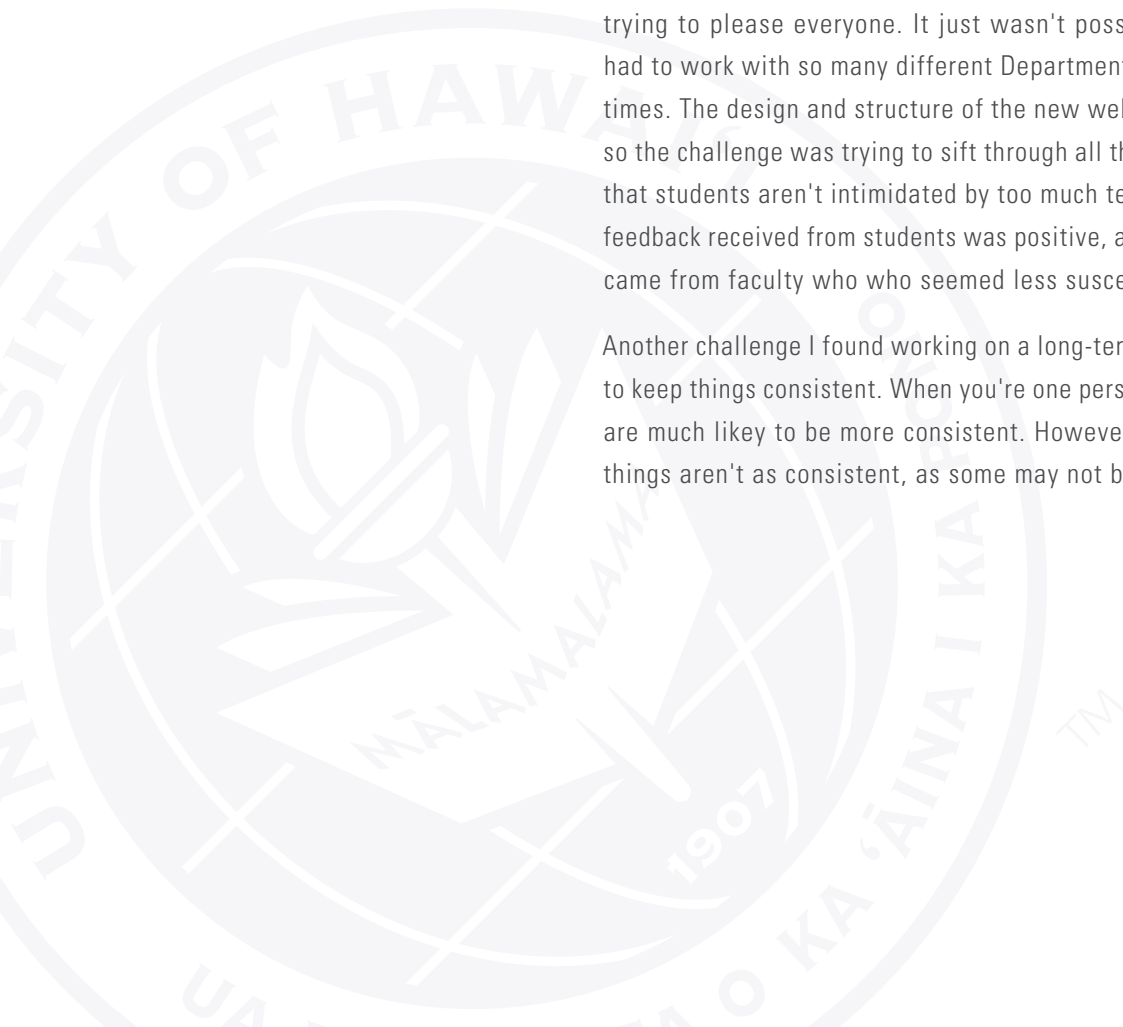 trying to please everyone. It just wasn't poss
had to work with so many different Department
times. The design and structure of the new we
so the challenge was trying to sift through all th
that students aren't intimidated by too much te
feedback received from students was positive, a
came from faculty who who seemed less susce
Another challenge I found working on a long-ter
to keep things consistent. When you're one pers
are much likey to be more consistent. Howeve
things aren't as consistent, as some may not b
UNIVERSITY OF HAWAIʻI
MĀLAMALAMA
1907
UA
O KA ʻĀINA I KA PONO
TM